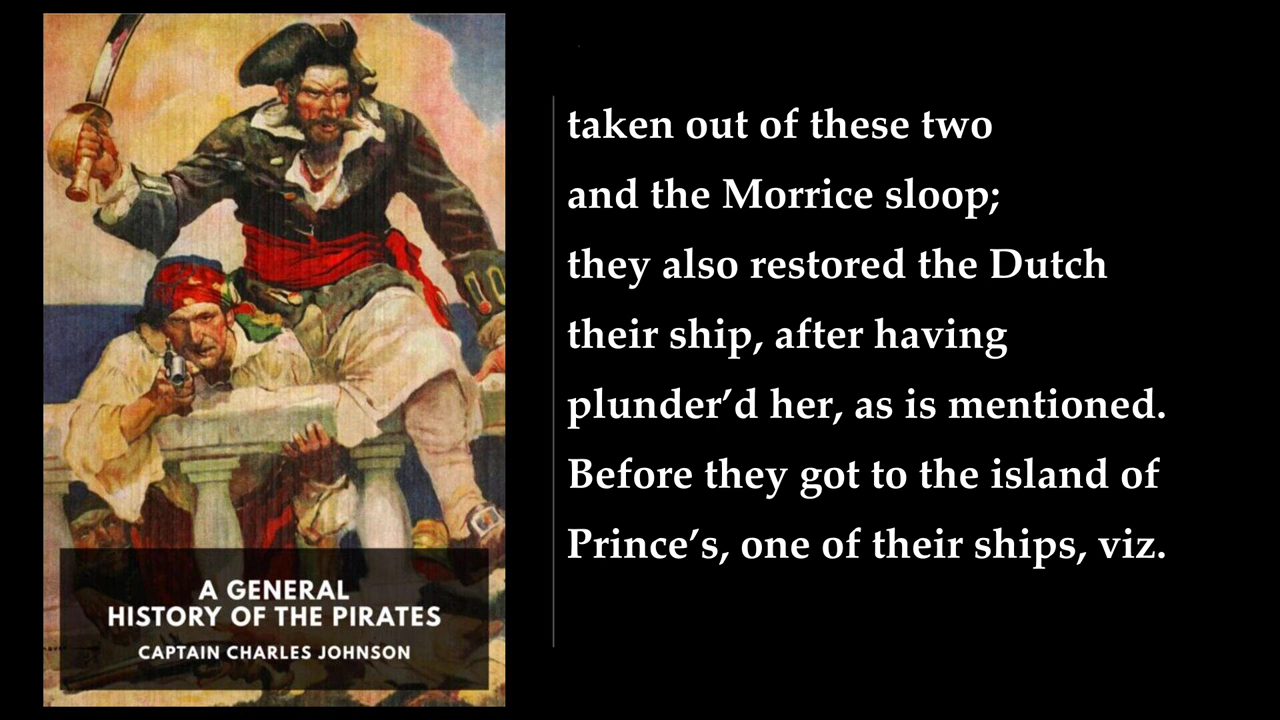 taken out of these two
and the Morrice sloop;
they also restored the Dutch
their ship, after having
plunder’d her, as is mentioned.
Before they got to the island of
Prince’s, one of their ships, viz.
A GENERAL
HISTORY OF THE PIRATES
CAPTAIN CHARLES JOHNSON